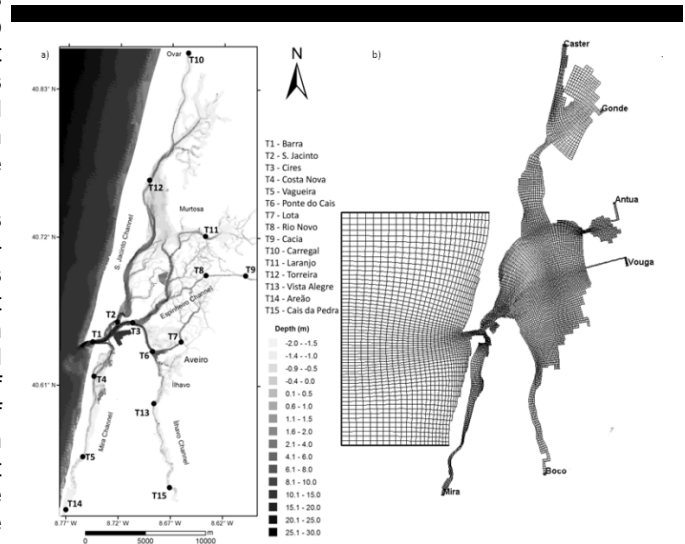 a)
Ovar
T10
40.83' N
N
b)
Caster
Gonde
T1 - Barra
T2 - S. Jacinto
T3 - Cires
T4 - Costa Nova
T5 - Vagueira
T6 - Ponte do Cais
T7 - Lota
T8 - Rio Novo
T9 - Cacia
T10 - Carregal
T11 - Laranjo
T12 - Torreira
T13 - Vista Alegre
T14 - Areão
T15 - Cais da Pedra
T12
Murtosa
Antua
S. Jacinto Channel
T11
40.72' N
T8
T9
Vouga
Espinheiro Channel
T2
T3
T1
T7
T6
Aveiro
Depth (m)
-2.0 - -1.5
-1.4 - -1.0
-0.9 - -0.5
-0.4 - 0.0
0.1 - 0.5
0.6 - 1.0
1.1 - 1.5
1.6 - 2.0
2.1 - 4.0
4.1 - 6.0
6.1 - 8.0
8.1 - 10.0
10.1 - 15.0
15.1 - 20.0
20.1 - 25.0
25.1 - 30.0
40.61' N
T4
Ílhavo
T13
Mira Channel
Ílhavo Channel
T5
T15
Boco
Mira
T14
8.77' W
8.72' W
8.67' W
8.62' W
m
0
5000
10000